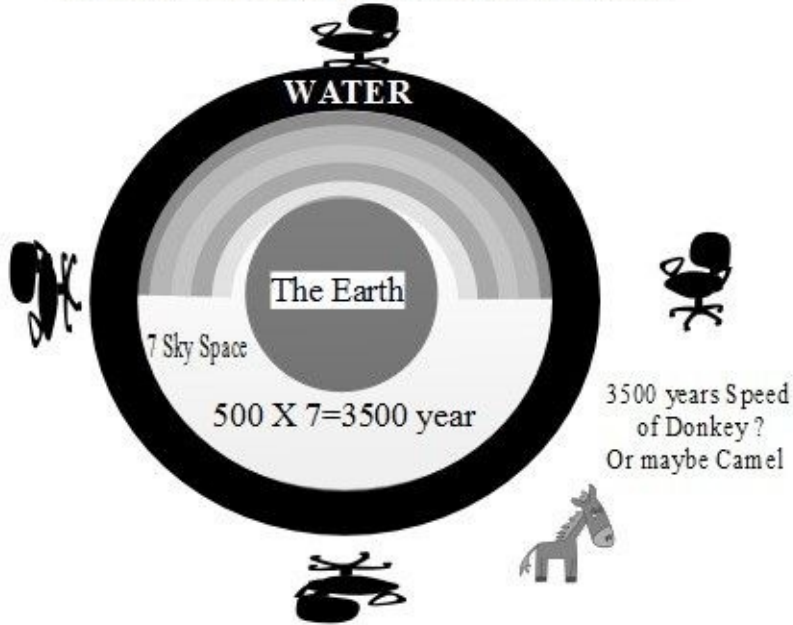 WATER
The Earth
7 Sky Space
500 X 7=3500 year
3500 years Speed
of Donkey ?
Or maybe Camel